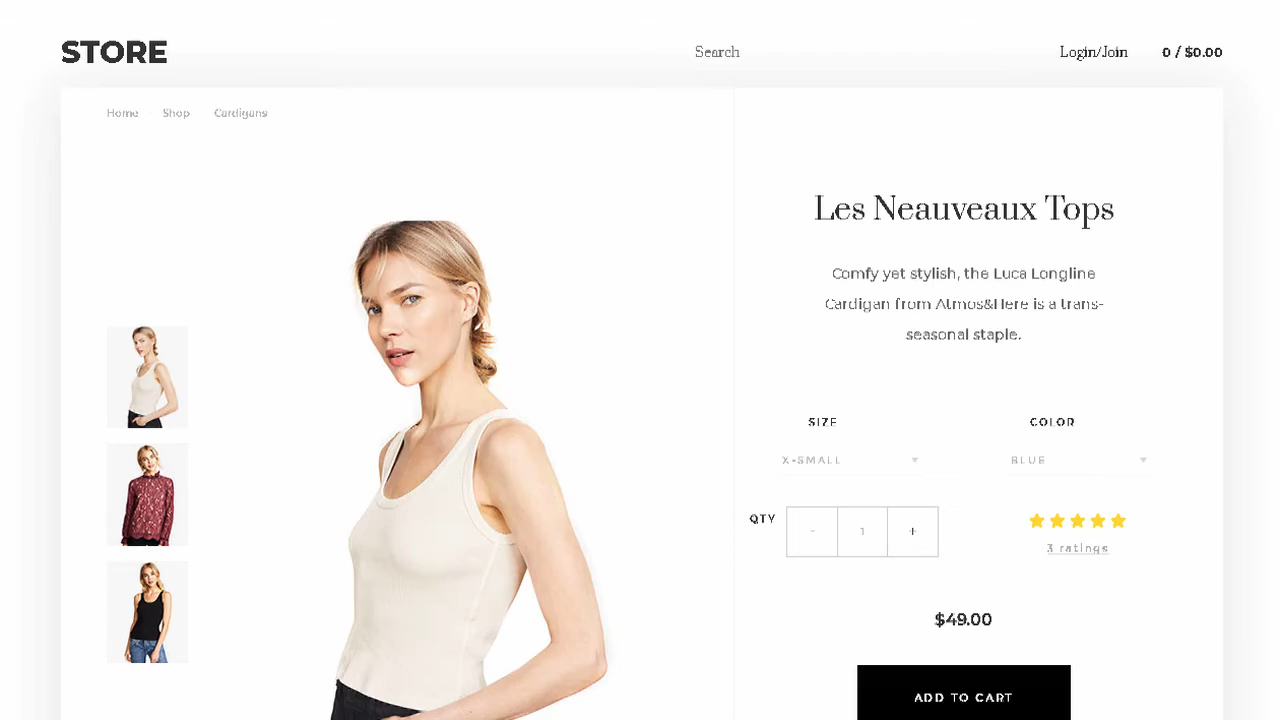 STORE
Search
Login/Join
0 / $0.00
Home
Shop
Cardigans
Les Neauveaux Tops
Comfy yet stylish, the Luca Longline
Cardigan from Atmos&Here is a trans-
seasonal staple.
SIZE
COLOR
X-SMALL
BLUE
QTY
-
1
+
3 ratings
$49.00
ADD TO CART